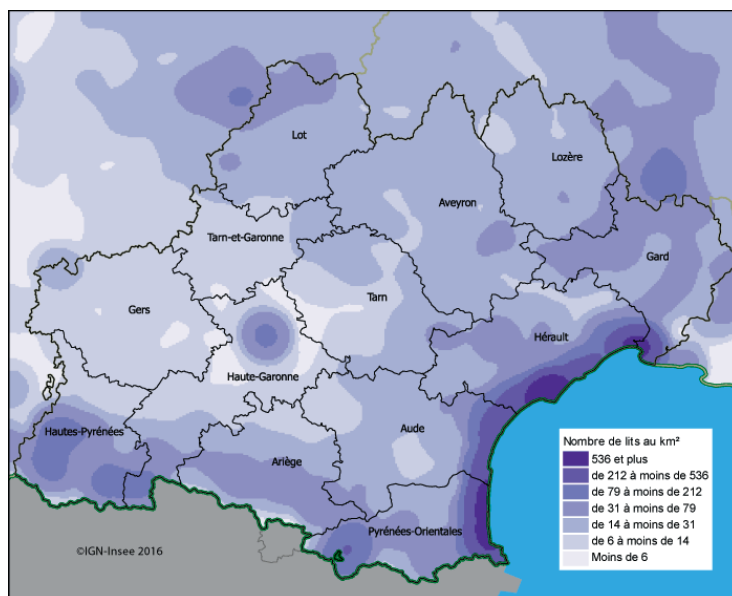 Lot
Lozère
Aveyron
Tarn-et-Garonne
Gard
Gers
Tarn
Hérault
Haute-Garonne
Hautes-Pyrénées
Aude
Ariège
Pyrénées-Orientales
©IGN-Insee 2016
Nombre de lits au km²
536 et plus
de 212 à moins de 536
de 79 à moins de 212
de 31 à moins de 79
de 14 à moins de 31
de 6 à moins de 14
Moins de 6